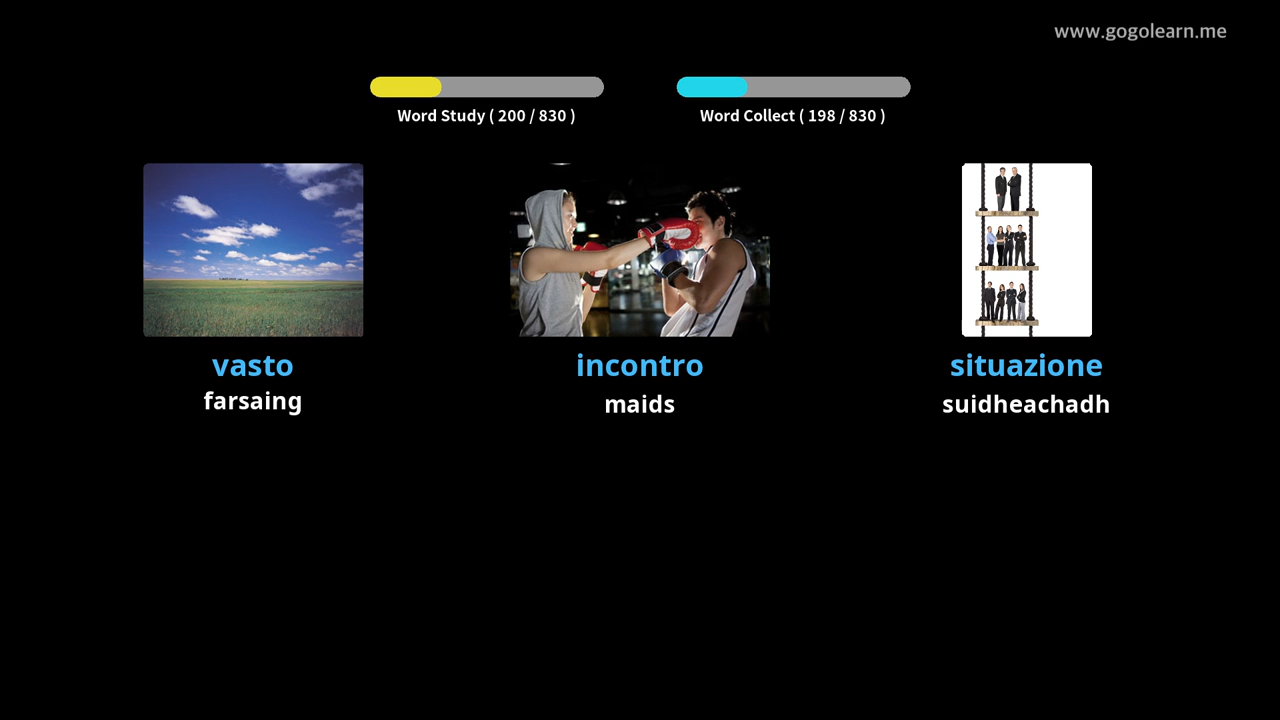 www.gogolearn.me
Word Study ( 200 / 830 )
Word Collect ( 198 / 830 )
vasto
incontro
situazione
farsaing
maids
suidheachadh